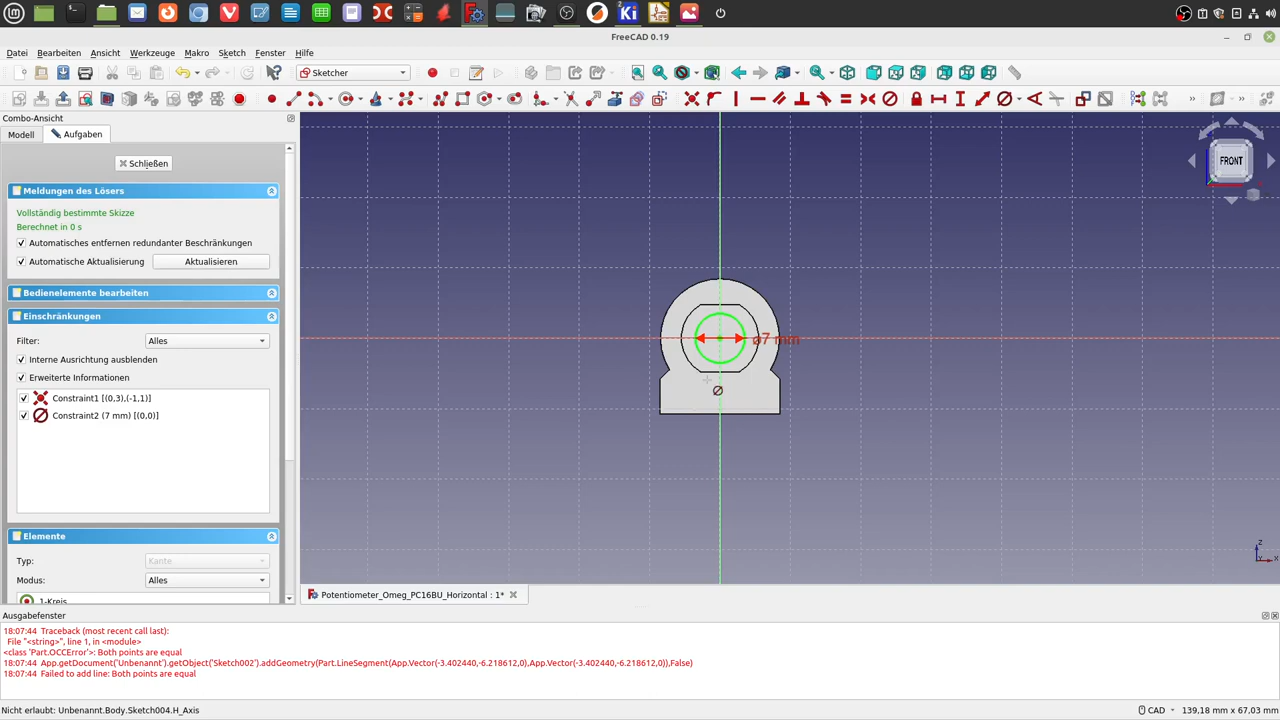 FreeCAD 0.19
Datei Bearbeiten Ansicht Werkzeuge Makro Sketch Fenster Hilfe
Sketcher
Combo-Ansicht
Modell Aufgaben
Schließen
Meldungen des Lösers
Vollständig bestimmte Skizze
Berechnet in 0 s
Automatisches entfernen redundanter Beschränkungen
Automatische Aktualisierung Aktualisieren
Bedienelemente bearbeiten
Einschränkungen
Filter: Alles
Interne Ausrichtung ausblenden
Erweiterte Informationen
Constraint1 [(0,3),(-1,1)]
Constraint2 (7 mm) [(0,0)]
Elemente
Typ: Kante
Modus: Alles
1-Kreis
FRONT
ø7 mm
Z
Y
X
Potentiometer_Omeg_PC16BU_Horizontal : 1*
Ausgabefenster
18:07:44 Traceback (most recent call last):
File "<string>", line 1, in <module>
<class 'Part.OCCError'>: Both points are equal
18:07:44 App.getDocument('Unbenannt').getObject('Sketch002').addGeometry(Part.LineSegment(App.Vector(-3.402440,-6.218612,0),App.Vector(-3.402440,-6.218612,0)),False)
18:07:44 Failed to add line: Both points are equal
Nicht erlaubt: Unbenannt.Body.Sketch004.H_Axis
CAD 139,18 mm x 67,03 mm